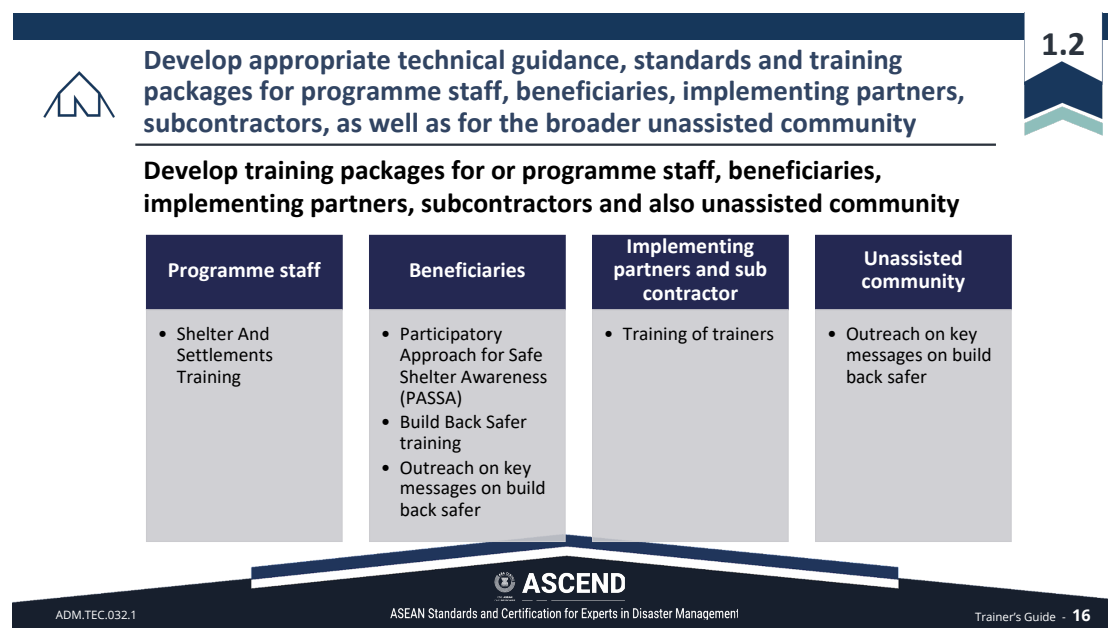 1.2
Develop appropriate technical guidance, standards and training
packages for programme staff, beneficiaries, implementing partners,
subcontractors, as well as for the broader unassisted community
Develop training packages for or programme staff, beneficiaries,
implementing partners, subcontractors and also unassisted community
Programme staff
• Shelter And
Settlements
Training
Beneficiaries
• Participatory
Approach for Safe
Shelter Awareness
(PASSA)
• Build Back Safer
training
• Outreach on key
messages on build
back safer
Implementing
partners and sub
contractor
• Training of trainers
Unassisted
community
• Outreach on key
messages on build
back safer
ASCEND
ASEAN Standards and Certification for Experts in Disaster Management
ADM.TEC.032.1
Trainer's Guide - 16